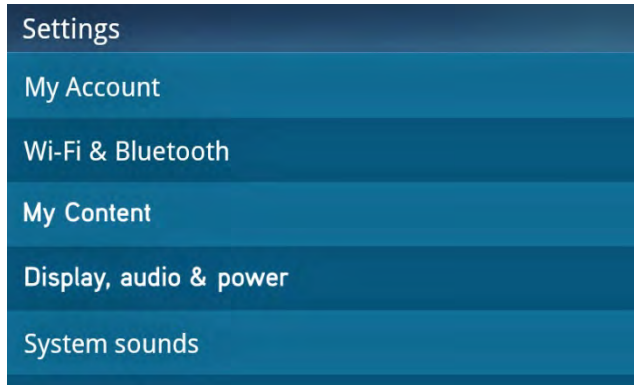 Settings
My Account
Wi-Fi & Bluetooth
My Content
Display, audio & power
System sounds